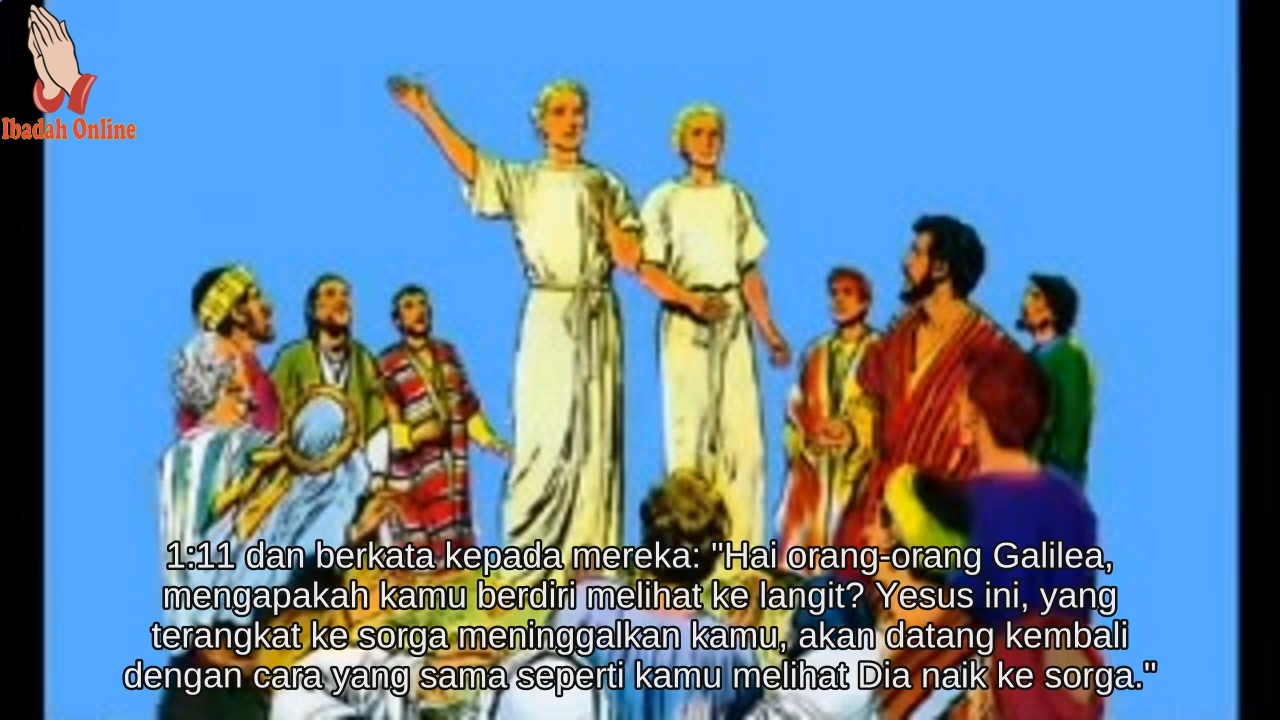 Ibadah Online
1:11 dan berkata kepada mereka: "Hai orang-orang Galilea,
mengapakah kamu berdiri melihat ke langit? Yesus ini, yang
terangkat ke sorga meninggalkan kamu, akan datang kembali
dengan cara yang sama seperti kamu melihat Dia naik ke sorga."